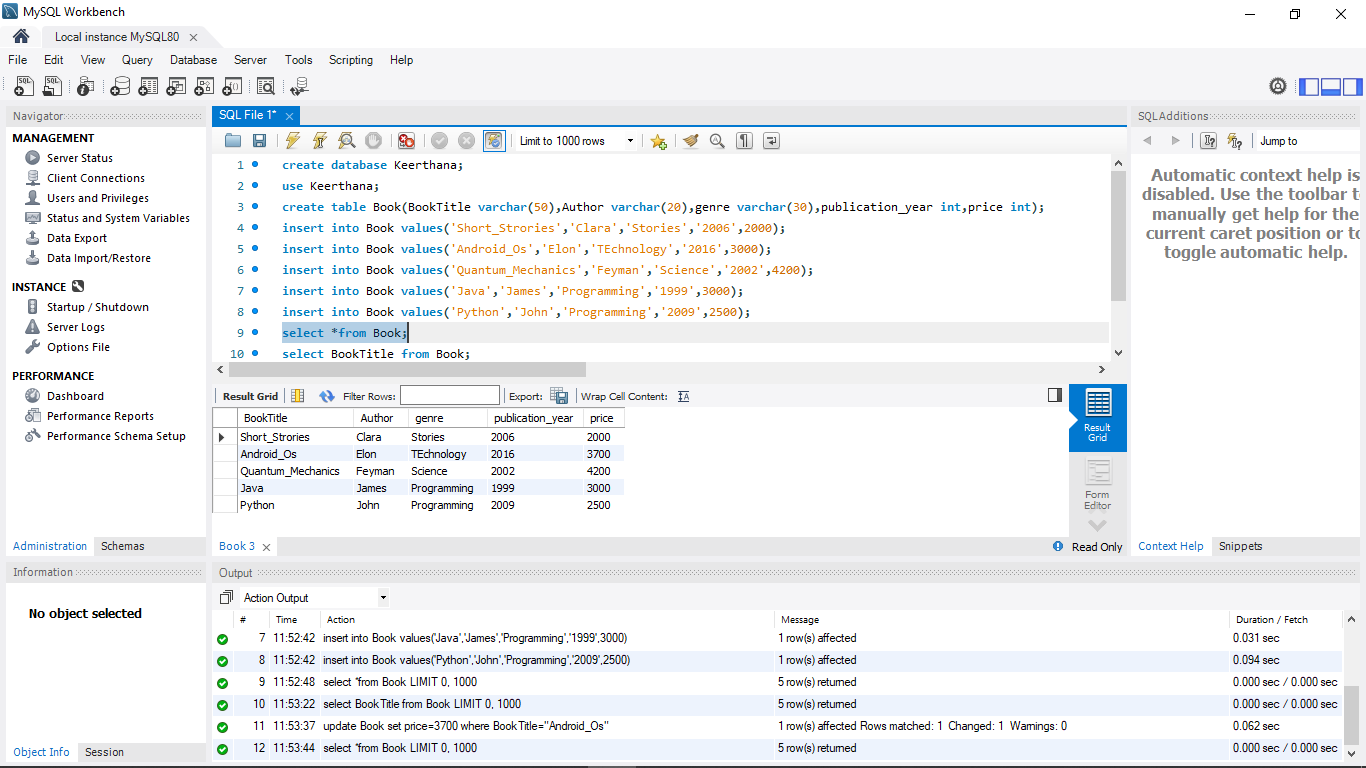 MySQL Workbench
Local instance MySQL80
File Edit View Query Database Server Tools Scripting Help
Navigator
MANAGEMENT
Server Status
Client Connections
Users and Privileges
Status and System Variables
Data Export
Data Import/Restore
INSTANCE
Startup / Shutdown
Server Logs
Options File
PERFORMANCE
Dashboard
Performance Reports
Performance Schema Setup
Administration Schemas
Information
No object selected
Object Info Session
SQL File 1*
Limit to 1000 rows
1 create database Keerthana;
2 use Keerthana;
3 create table Book(BookTitle varchar(50),Author varchar(20),genre varchar(30),publication_year int,price int);
4 insert into Book values('Short_Strories','Clara','Stories','2006',2000);
5 insert into Book values('Android_Os','Elon','TEchnology','2016',3000);
6 insert into Book values('Quantum_Mechanics','Feyman','Science','2002',4200);
7 insert into Book values('Java','James','Programming','1999',3000);
8 insert into Book values('Python','John','Programming','2009',2500);
9 select *from Book;
10 select BookTitle from Book;
Result Grid Filter Rows: Export: Wrap Cell Content:
BookTitle Author genre publication_year price
Short_Strories Clara Stories 2006 2000
Android_Os Elon TEchnology 2016 3700
Quantum_Mechanics Feyman Science 2002 4200
Java James Programming 1999 3000
Python John Programming 2009 2500
Result
Grid
Form
Editor
Book 3
Read Only
SQLAdditions
Jump to
Automatic context help is
disabled. Use the toolbar t
manually get help for the
current caret position or to
toggle automatic help.
Context Help Snippets
Output
Action Output
# Time Action Message Duration / Fetch
7 11:52:42 insert into Book values('Java','James','Programming','1999',3000) 1 row(s) affected 0.031 sec
8 11:52:42 insert into Book values('Python','John','Programming','2009',2500) 1 row(s) affected 0.094 sec
9 11:52:48 select *from Book LIMIT 0, 1000 5 row(s) returned 0.000 sec / 0.000 sec
10 11:53:22 select BookTitle from Book LIMIT 0, 1000 5 row(s) returned 0.000 sec / 0.000 sec
11 11:53:37 update Book set price=3700 where BookTitle="Android_Os" 1 row(s) affected Rows matched: 1 Changed: 1 Warnings: 0 0.062 sec
12 11:53:44 select *from Book LIMIT 0, 1000 5 row(s) returned 0.000 sec / 0.000 sec